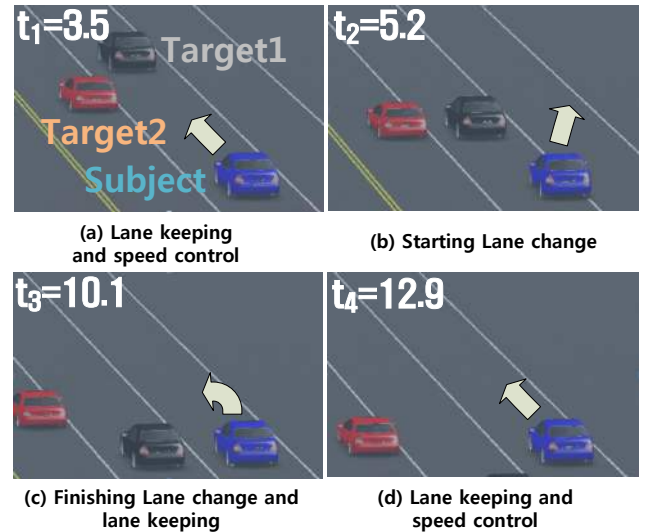 t₁=3.5
Target1
Target2
Subject
(a) Lane keeping
and speed control
t₂=5.2
(b) Starting Lane change
t₃=10.1
(c) Finishing Lane change and
lane keeping
t₄=12.9
(d) Lane keeping and
speed control